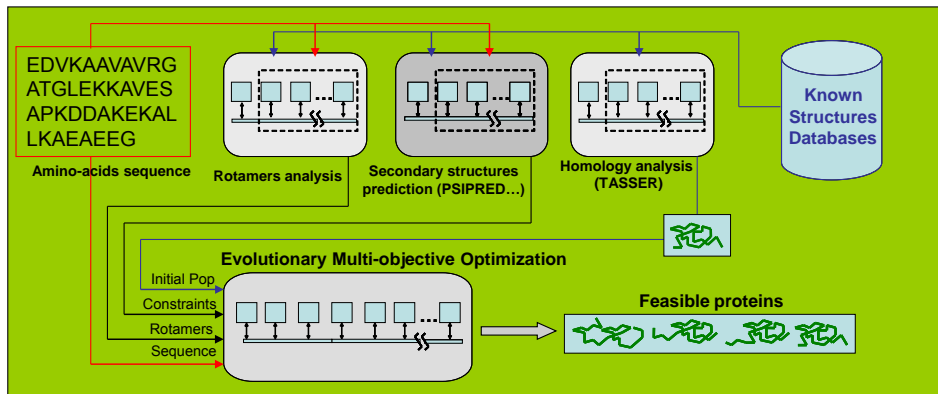 EDVKAAVAVRG
ATGLEKKAVES
APKDDAKEKAL
LKAEAEEG
Amino-acids sequence
Rotamers analysis
Secondary structures
prediction (PSIPRED...)
Homology analysis
(TASSER)
Known
Structures
Databases
Evolutionary Multi-objective Optimization
Initial Pop
Constraints
Rotamers
Sequence
Feasible proteins